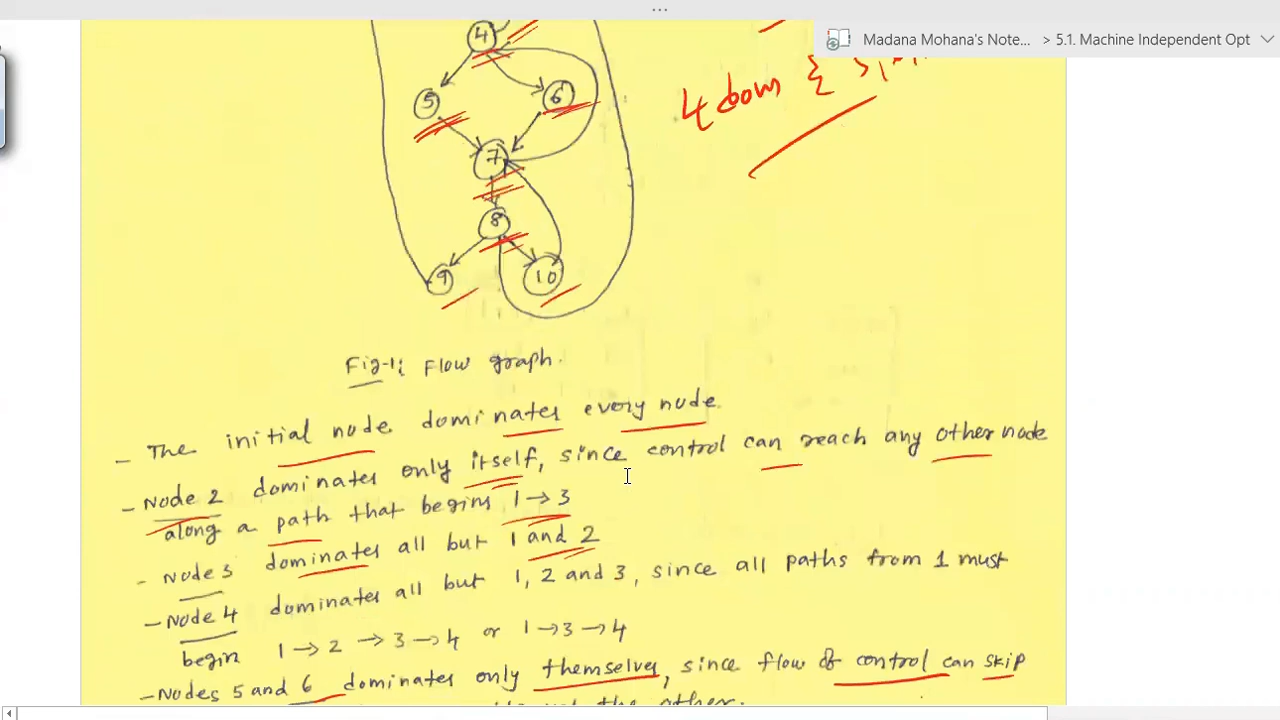 ...
Madana Mohana's Note... > 5.1. Machine Independent Opt
4
4 dom {
5
6
7
8
9
10
Fig-1: Flow graph.
- The initial node dominates every node.
- Node 2 dominates only itself, since control can reach any other node
along a path that begins 1 → 3
- Node 3 dominates all but 1 and 2
- Node 4 dominates all but 1, 2 and 3, since all paths from 1 must
begin 1 → 2 → 3 → 4 or 1 → 3 → 4
- Nodes 5 and 6 dominates only themselves, since flow of control can skip
the other.